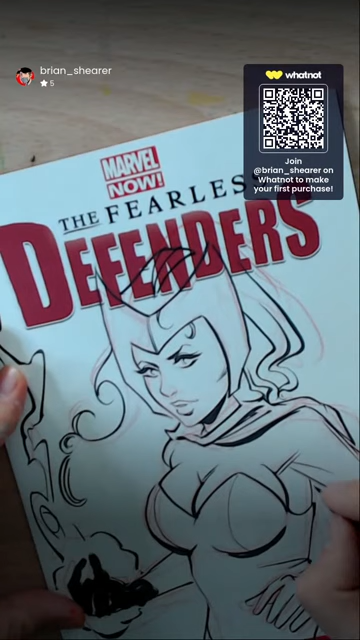 brian_shearer
★ 5
whatnot
Join
@brian_shearer on
Whatnot to make
your first purchase!
MARVEL
NOW!
THE FEARLESS
DEFENDERS